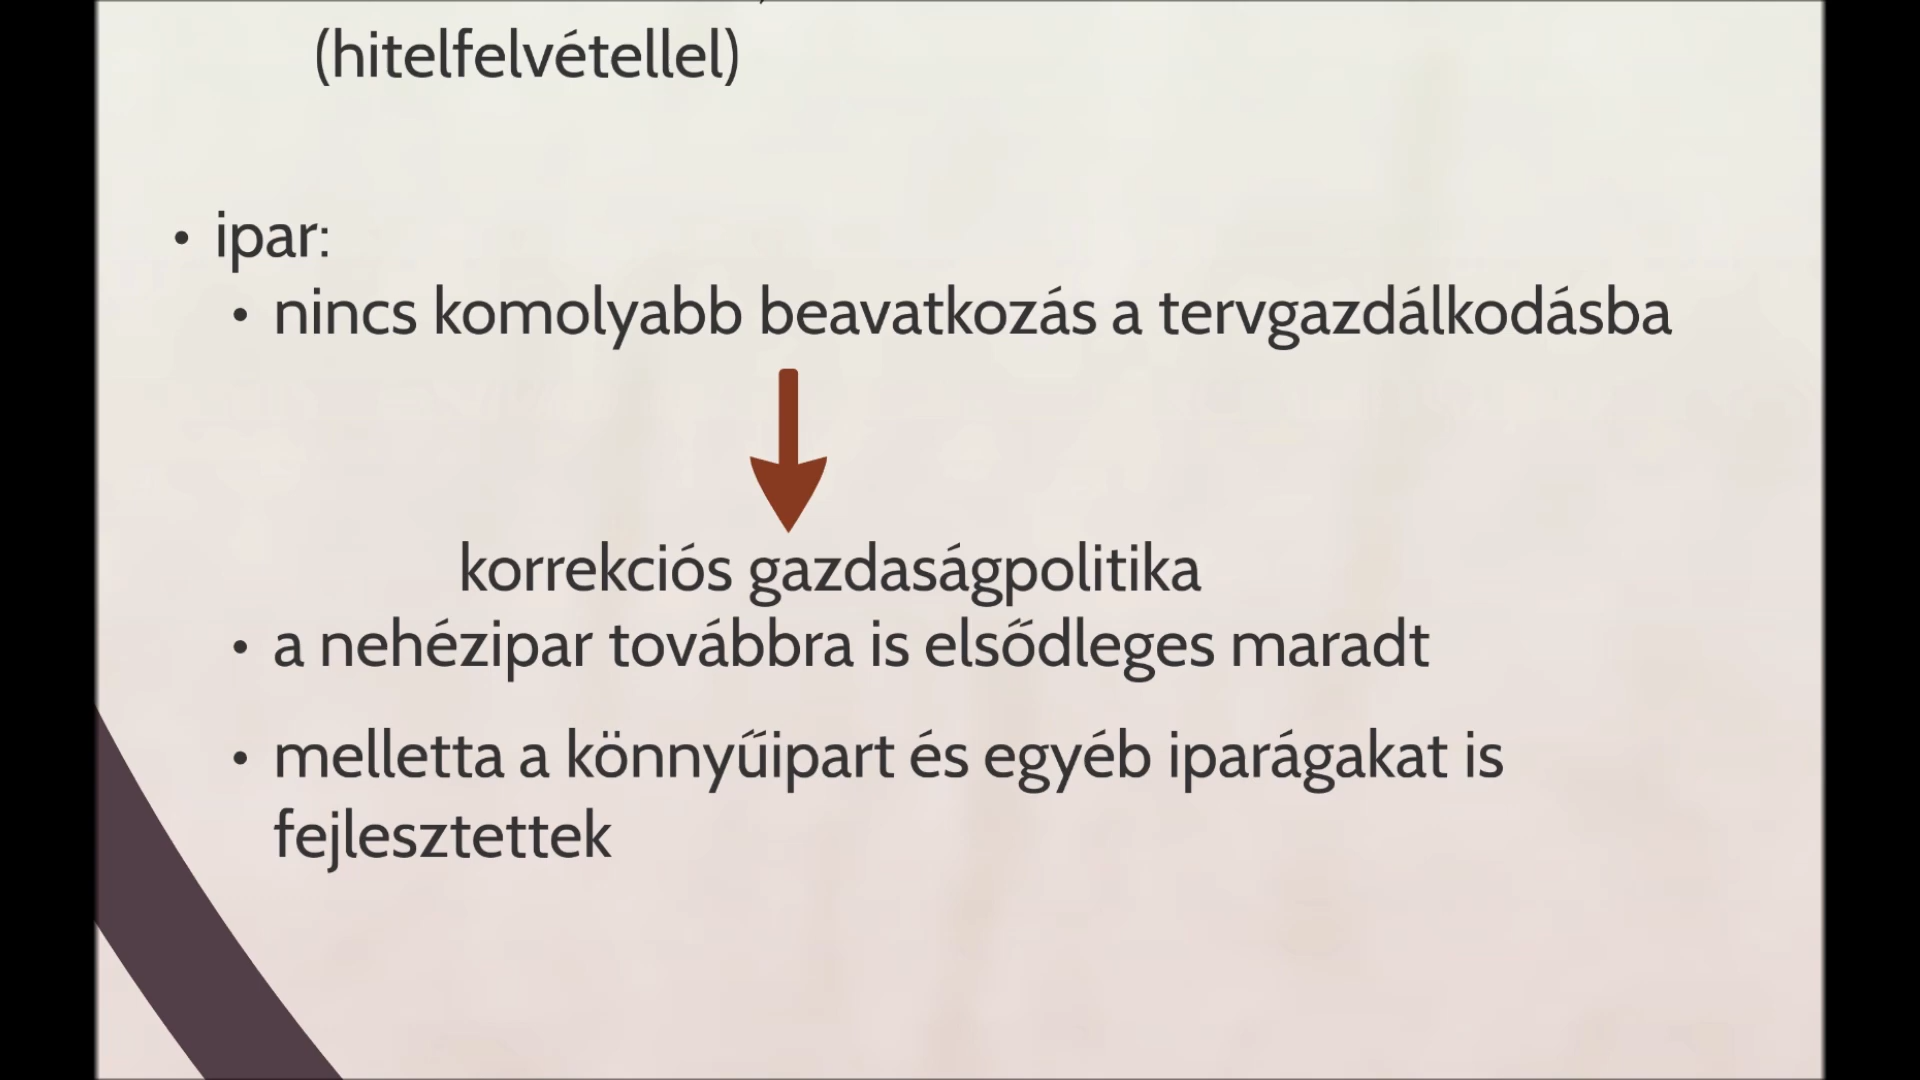 (hitelfelvétellel)
• ipar:
• nincs komolyabb beavatkozás a tervgazdálkodásba
korrekciós gazdaságpolitika
• a nehézipar továbbra is elsődleges maradt
• melletta a könnyűipart és egyéb iparágakat is
fejlesztettek